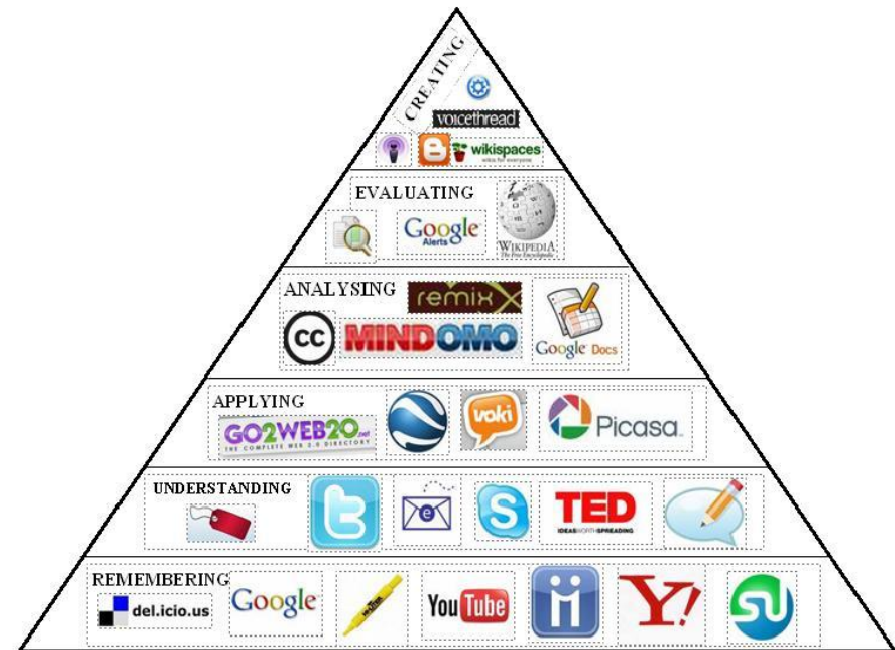 CREATING
voicethread
wikispaces
wikis for everyone
EVALUATING
Google
Alerts
WIKIPEDIA
The Free Encyclopedia
ANALYSING
remix
cc
MINDOMO
Google Docs
APPLYING
GO2WEB20.net
THE COMPLETE WEB 2.0 DIRECTORY
voki
Picasa
UNDERSTANDING
t
e
S
TED
IDEAS WORTH SPREADING
REMEMBERING
del.icio.us
Google
YouTube
Y!